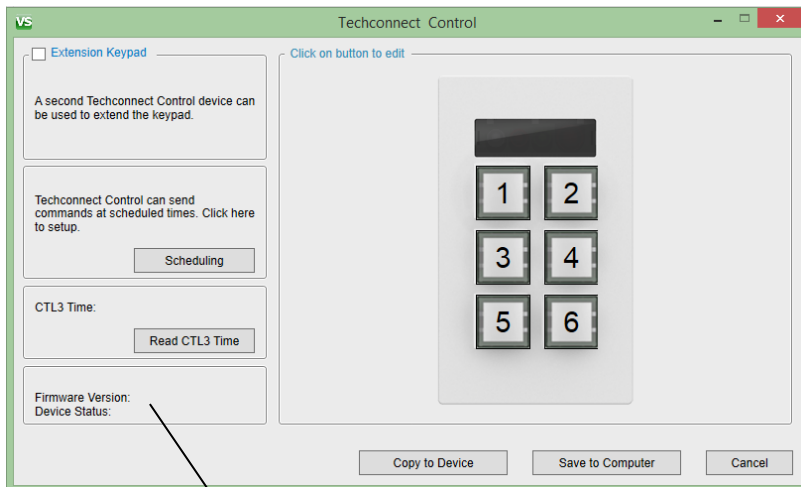 VS
Techconnect Control
Extension Keypad
A second Techconnect Control device can
be used to extend the keypad.
Techconnect Control can send
commands at scheduled times. Click here
to setup.
Scheduling
CTL3 Time:
Read CTL3 Time
Firmware Version:
Device Status:
Click on button to edit
1 2
3 4
5 6
Copy to Device Save to Computer Cancel